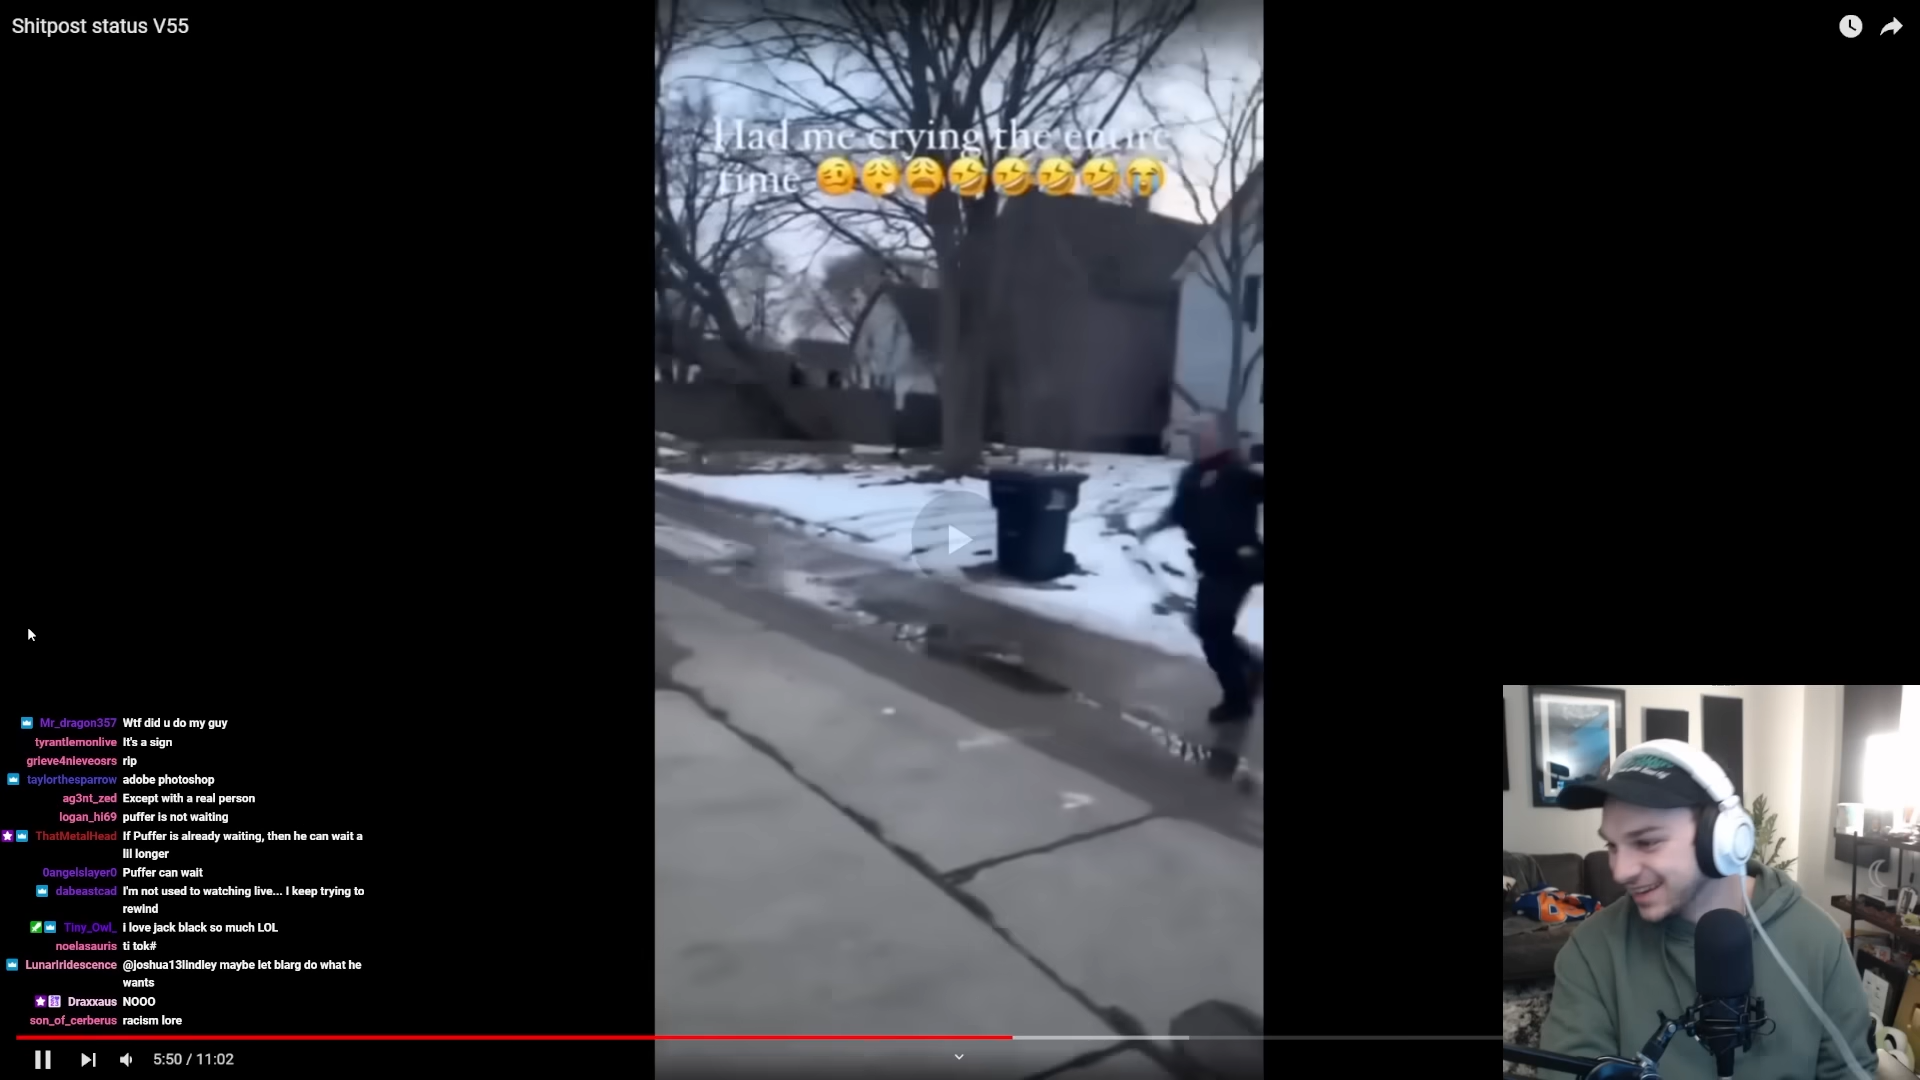 Shitpost status V55
Had me crying the entire
time 🥴😮‍💨😩🤣🤣🤣🤣😭
Mr_dragon357 Wtf did u do my guy
tyrantlemonlive It's a sign
grieve4nieveosrs rip
taylorthesparrow adobe photoshop
ag3nt_zed Except with a real person
logan_hi69 puffer is not waiting
ThatMetalHead If Puffer is already waiting, then he can wait a
lil longer
0angelslayer0 Puffer can wait
dabeastcad I'm not used to watching live... I keep trying to
rewind
Tiny_Owl_ i love jack black so much LOL
noelasauris ti tok#
LunarIridescence @joshua13lindley maybe let blarg do what he
wants
Draxxaus NOOO
son_of_cerberus racism lore
5:50 / 11:02